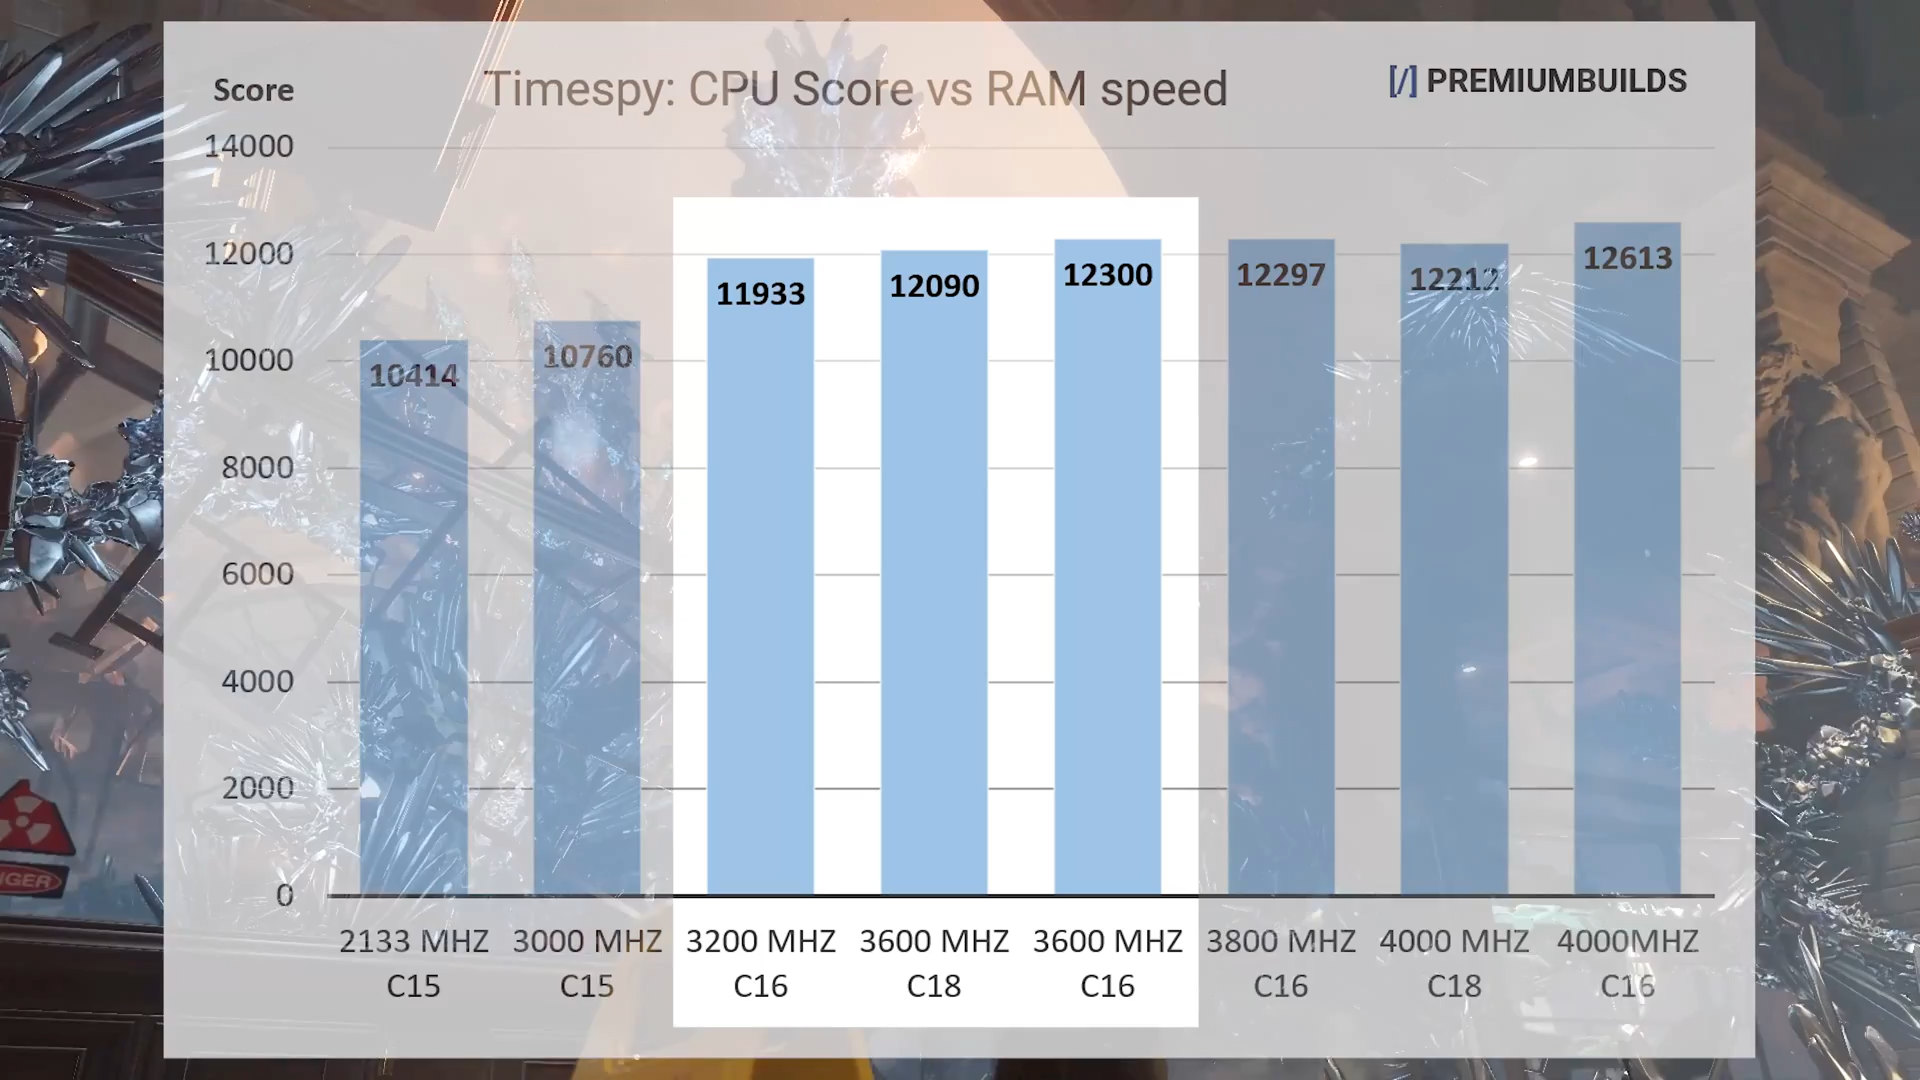 Score
Timespy: CPU Score vs RAM speed
[/] PREMIUMBUILDS
14000
12000
10000
8000
6000
4000
2000
0
10414
10760
11933
12090
12300
12297
12212
12613
2133 MHZ C15
3000 MHZ C15
3200 MHZ C16
3600 MHZ C18
3600 MHZ C16
3800 MHZ C16
4000 MHZ C18
4000MHZ C16
NGER